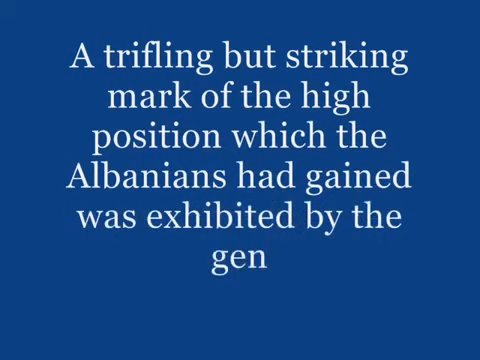 A trifling but striking
mark of the high
position which the
Albanians had gained
was exhibited by the
gen